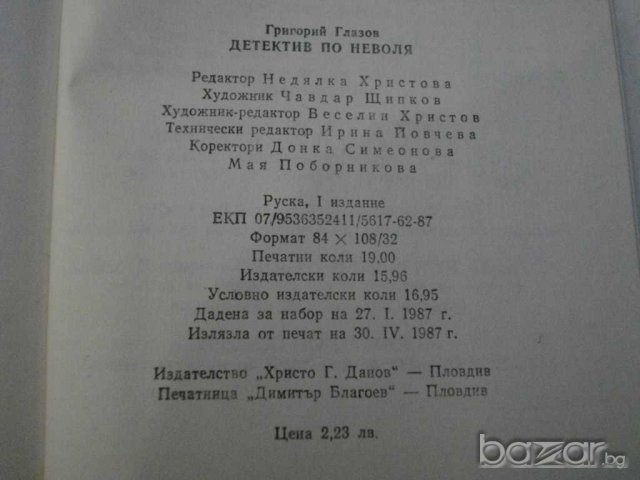 Григорий Глазов
ДЕТЕКТИВ ПО НЕВОЛЯ
Редактор Недялка Христова
Художник Чавдар Щипков
Художник-редактор Веселин Христов
Технически редактор Ирина Йовчева
Коректори Донка Симеонова
Мая Поборникова
Руска, I издание
ЕКП 07/9536352411/5617-62-87
Формат 84 × 108/32
Печатни коли 19,00
Издателски коли 15,96
Условно издателски коли 16,95
Дадена за набор на 27. I. 1987 г.
Излязла от печат на 30. IV. 1987 г.
Издателство „Христо Г. Данов“ — Пловдив
Печатница „Димитър Благоев“ — Пловдив
Цена 2,23 лв.
bazar.bg